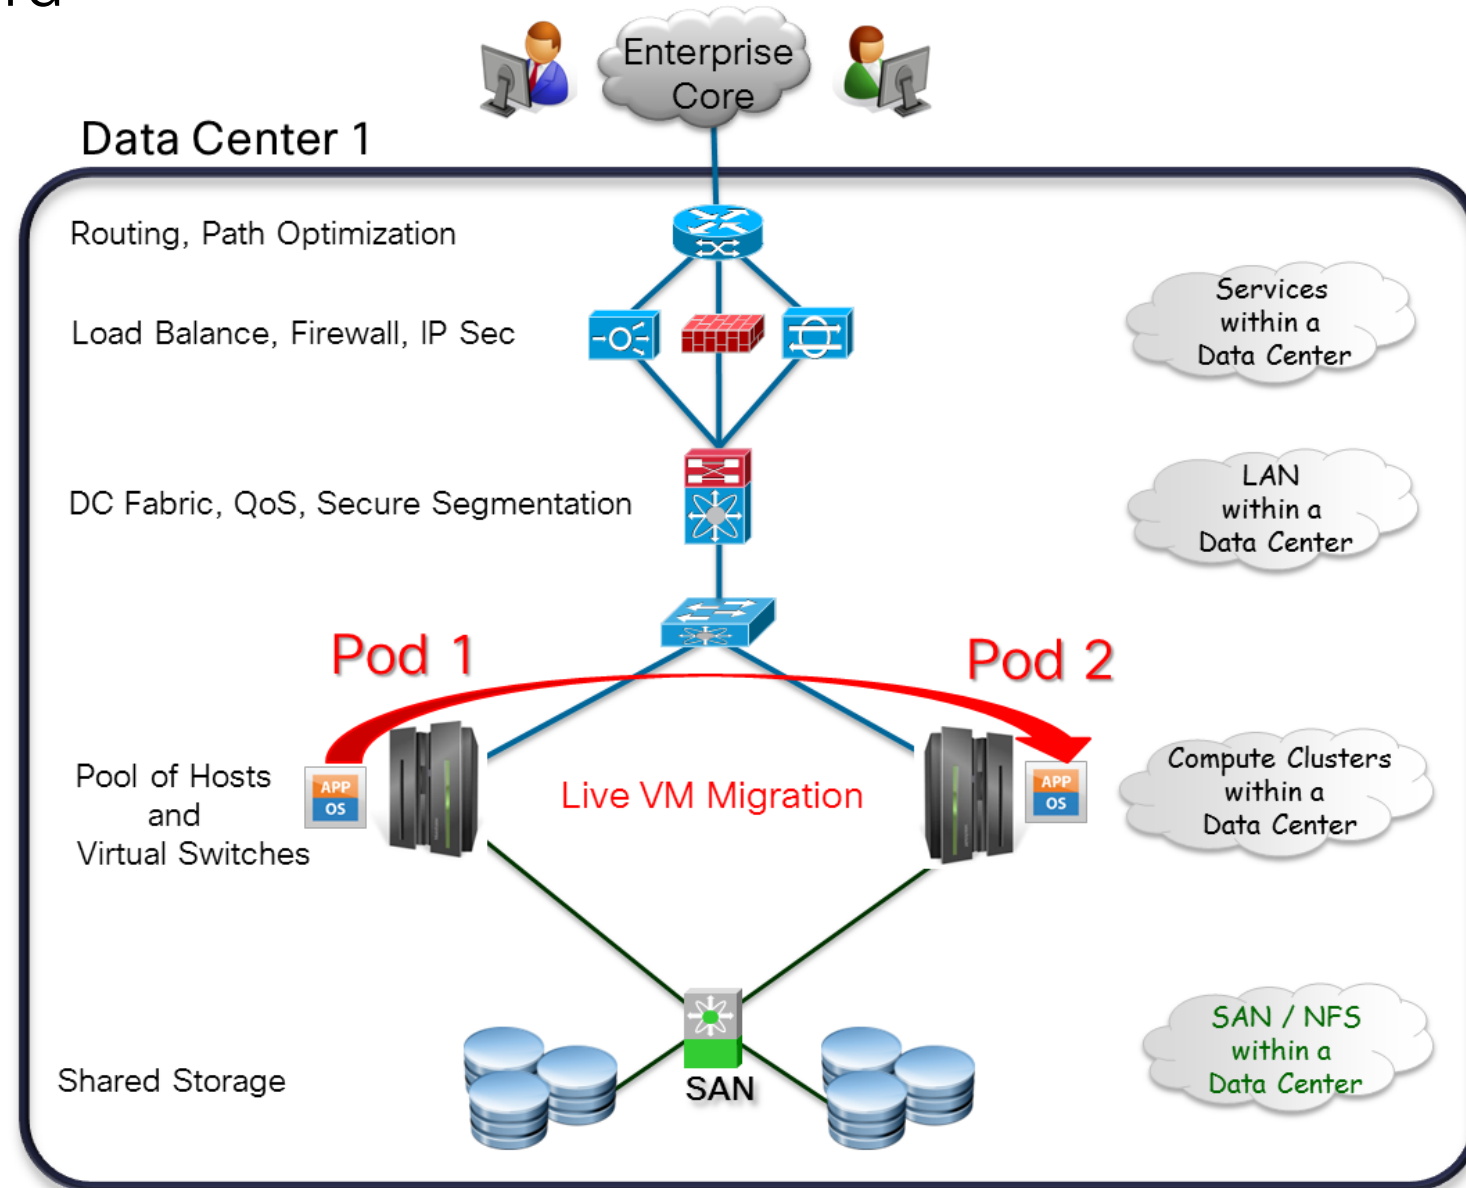 Enterprise
Core
Data Center 1
Routing, Path Optimization
Services
within a
Data Center
Load Balance, Firewall, IP Sec
LAN
within a
Data Center
DC Fabric, QoS, Secure Segmentation
Pod 1
Pod 2
Pool of Hosts
and
Virtual Switches
APP
OS
Live VM Migration
APP
OS
Compute Clusters
within a
Data Center
SAN / NFS
within a
Data Center
Shared Storage
SAN